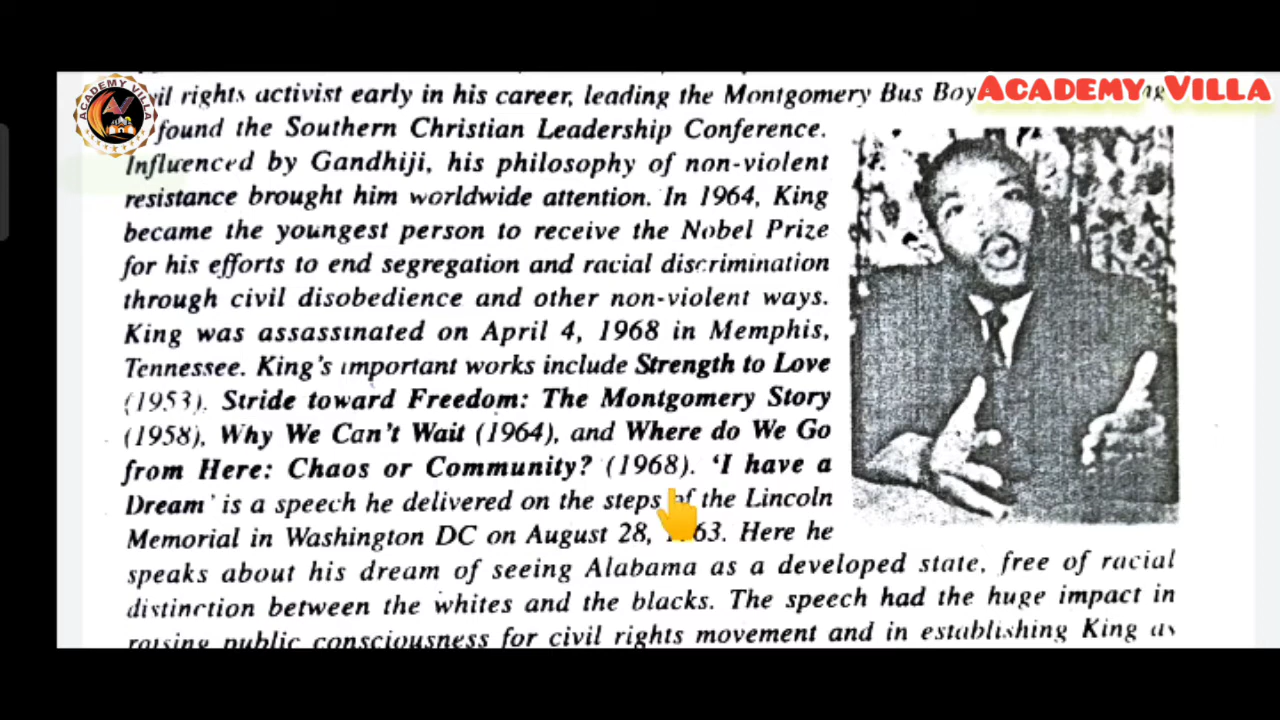 ACADEMY VILLA
ACADEMY VILLA
rights activist early in his career, leading the Montgomery Bus
found the Southern Christian Leadership Conference.
Influenced by Gandhiji, his philosophy of non-violent
resistance brought him worldwide attention. In 1964, King
became the youngest person to receive the Nobel Prize
for his efforts to end segregation and racial discrimination
through civil disobedience and other non-violent ways.
King was assassinated on April 4, 1968 in Memphis,
Tennessee. King's important works include Strength to Love
(1953), Stride toward Freedom: The Montgomery Story
(1958), Why We Can't Wait (1964), and Where do We Go
from Here: Chaos or Community? (1968). 'I have a
Dream' is a speech he delivered on the steps of the Lincoln
Memorial in Washington DC on August 28, Here he
speaks about his dream of seeing Alabama as a developed state, free of racial
distinction between the whites and the blacks. The speech had the huge impact in
raising public consciousness for civil rights movement and in establishing King as